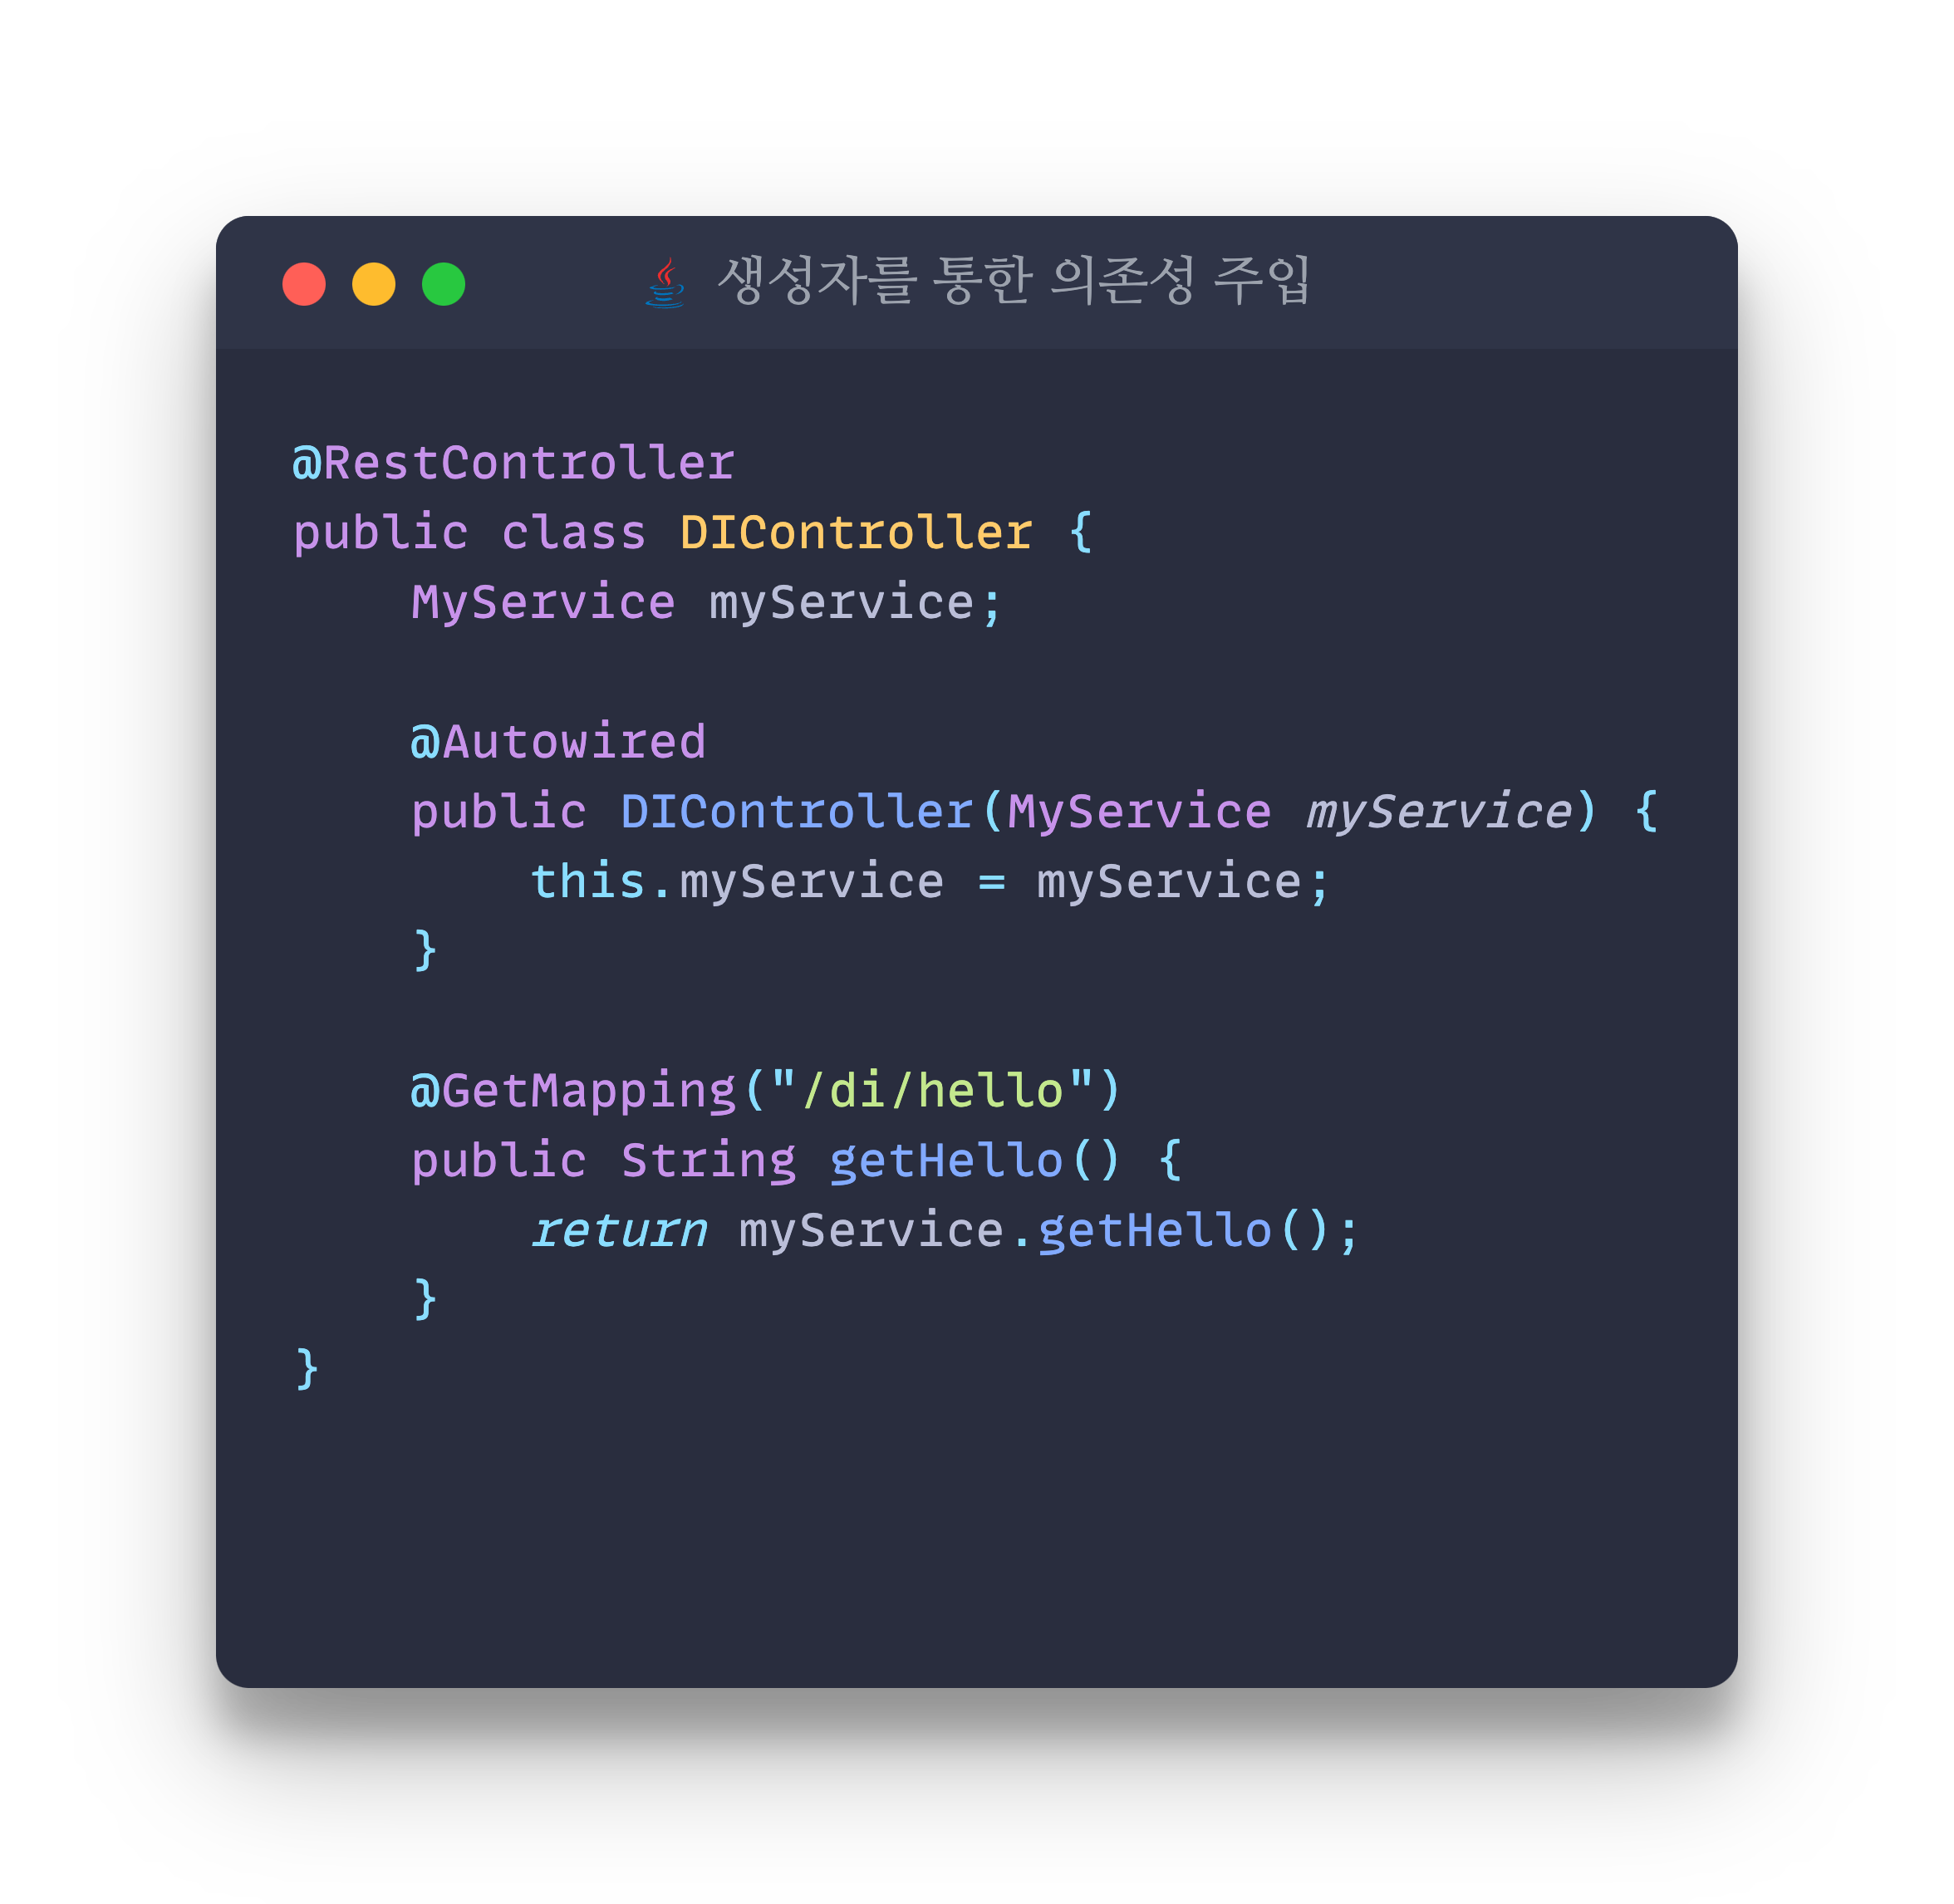 생성자를 통한 의존성 주입
@RestController
public class DIController {
    MyService myService;

    @Autowired
    public DIController(MyService myService) {
        this.myService = myService;
    }

    @GetMapping("/di/hello")
    public String getHello() {
        return myService.getHello();
    }
}